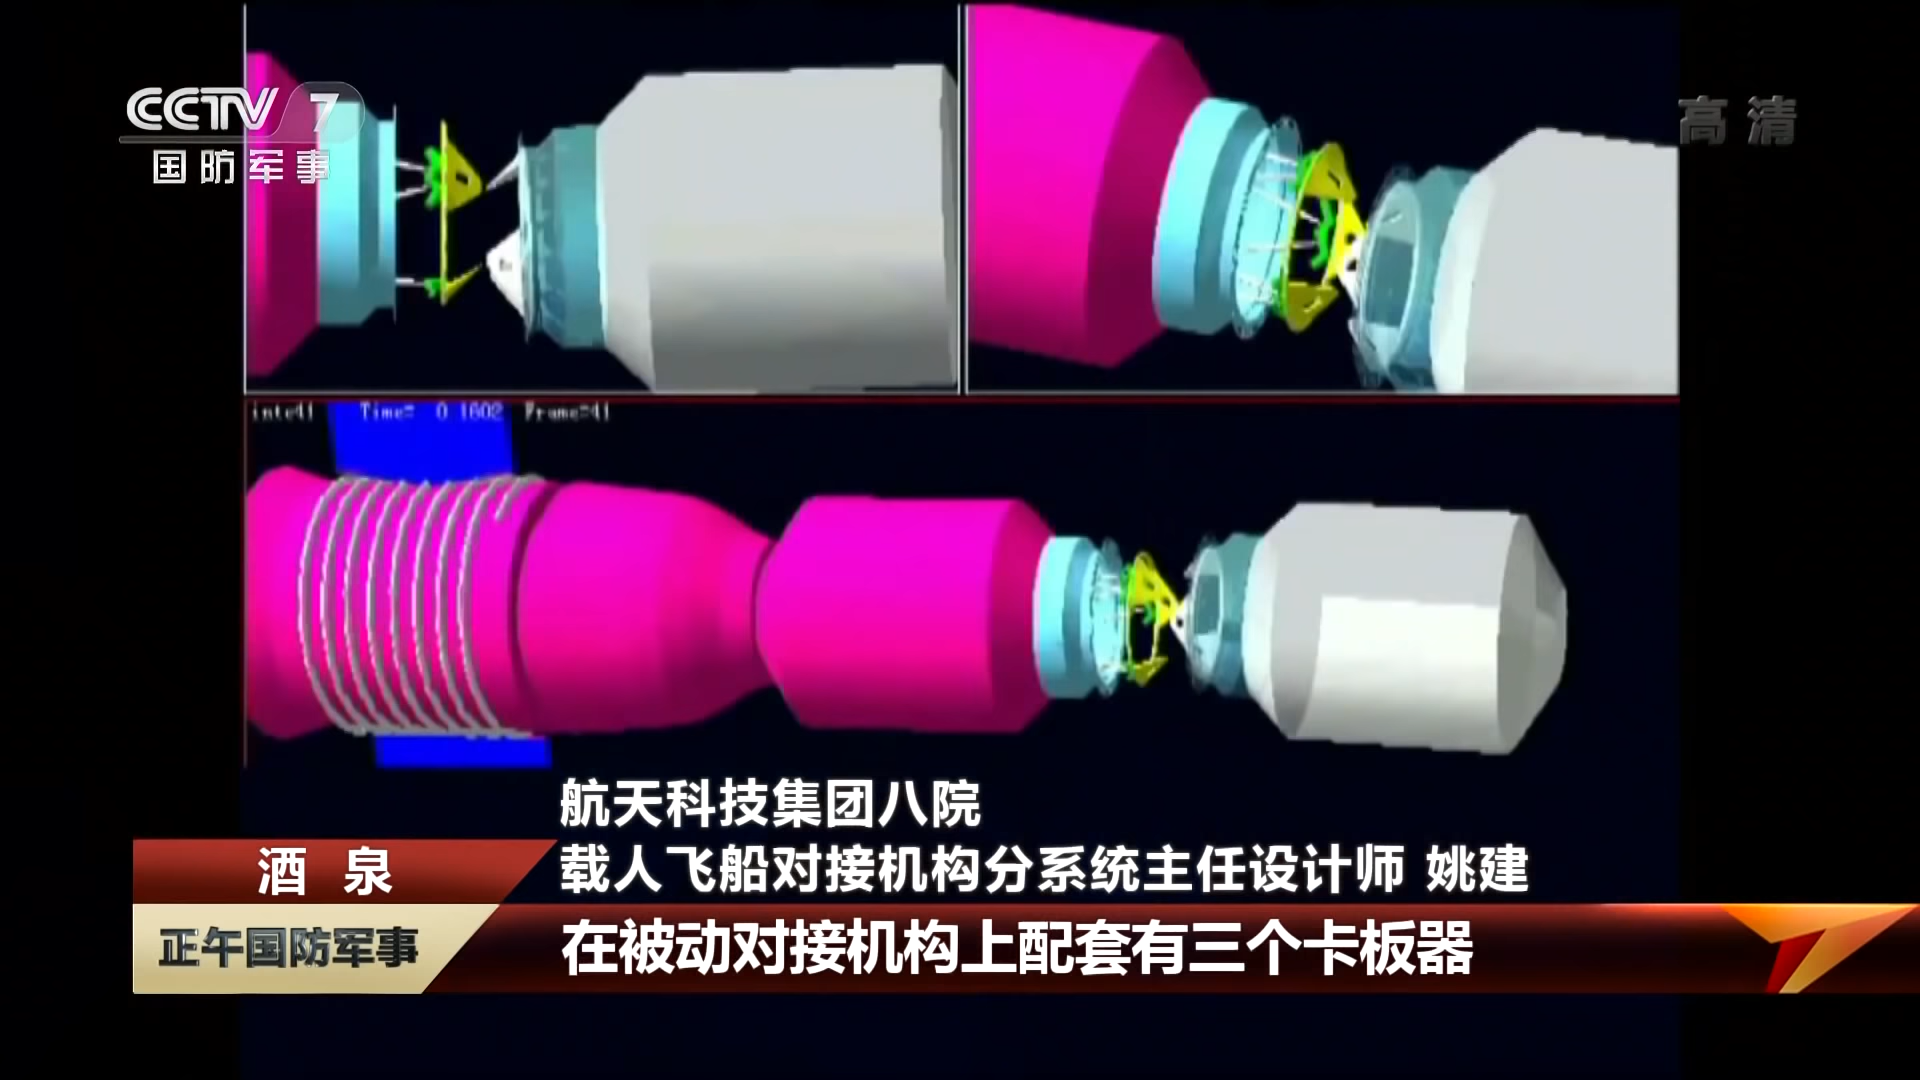 CCTV 7
国防军事
高清
inte41 Time= 0.1602 Frame=41
航天科技集团八院
酒泉
载人飞船对接机构分系统主任设计师 姚建
正午国防军事
在被动对接机构上配套有三个卡板器